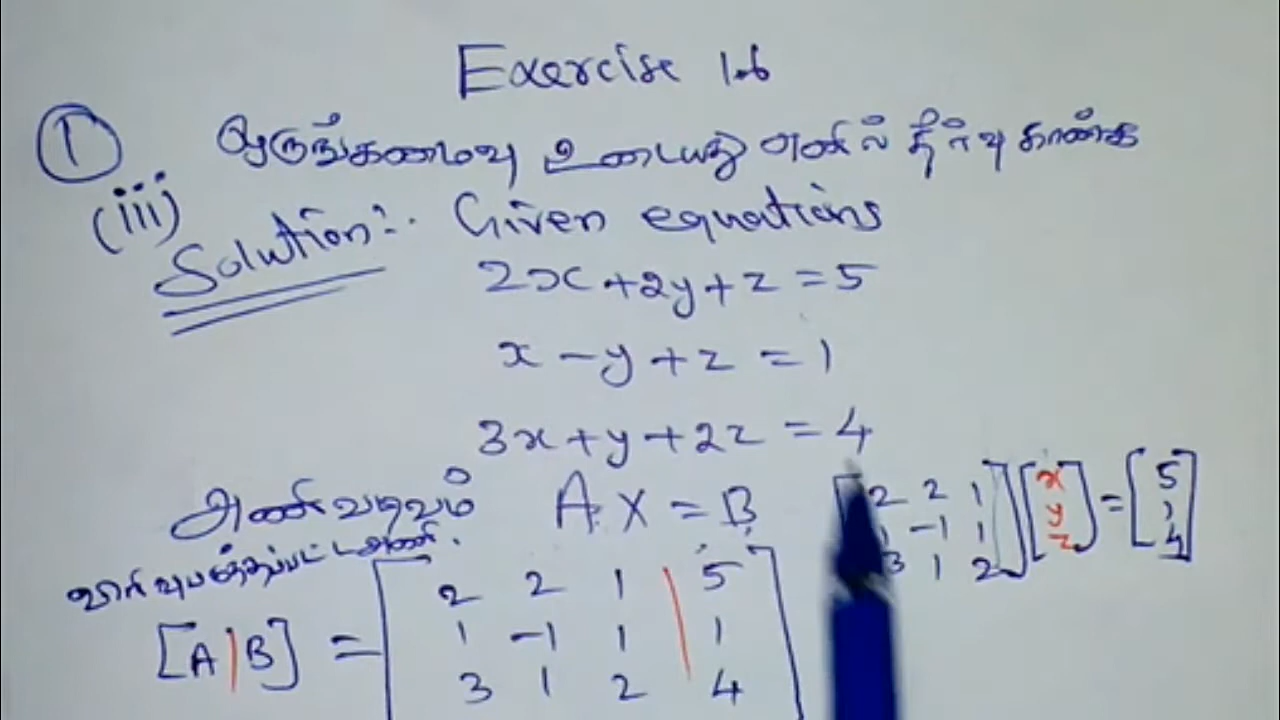 Exercise 1.6
① ஒருங்கமைவு உடையது எனில் தீர்வு காண்க
(iii)
Solution:- Given equations
2x+2y+z=5
x-y+z=1
3x+y+2z=4
அணிவடிவம் AX=B
2 2 1 x 5
1 -1 1 y = 1
3 1 2 z 4
விரிவுபடுத்தப்பட்ட அணி.
2 2 1 | 5
[A|B] = 1 -1 1 | 1
3 1 2 | 4